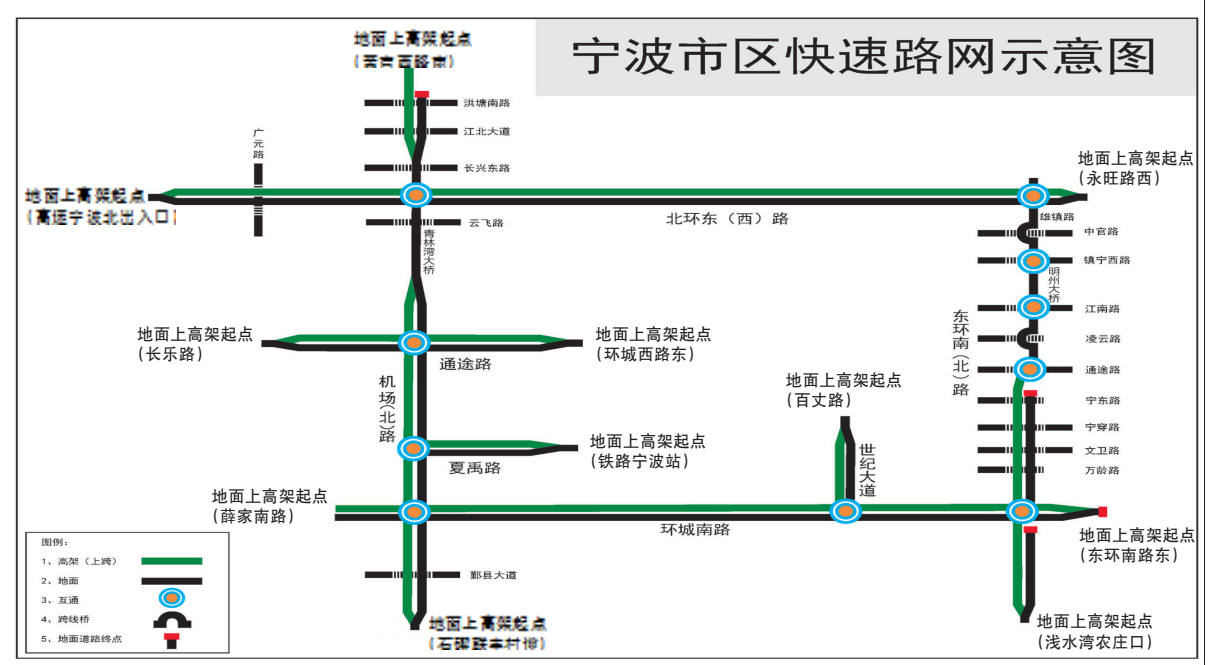 宁波市区快速路网示意图
地面上高架起点
洪塘南路
江北大道
长兴东路
广元路
地面上高架起点
(高速宁波北出入口)
地面上高架起点
(永旺路西)
北环东(西)路
云飞路
青林湾大桥
雄镇路
中官路
镇宁西路
明州大桥
江南路
凌云路
通途路
东环南(北)路
宁东路
宁穿路
文卫路
万龄路
地面上高架起点
(长乐路)
通途路
地面上高架起点
(环城西路东)
机场(北)路
地面上高架起点
(百丈路)
世纪大道
夏禹路
地面上高架起点
(铁路宁波站)
地面上高架起点
(薛家南路)
环城南路
地面上高架起点
(东环南路东)
鄞县大道
地面上高架起点
地面上高架起点
(浅水湾农庄口)
图例:
1、高架(上跨)
2、地面
3、互通
4、跨线桥
5、地面道路终点